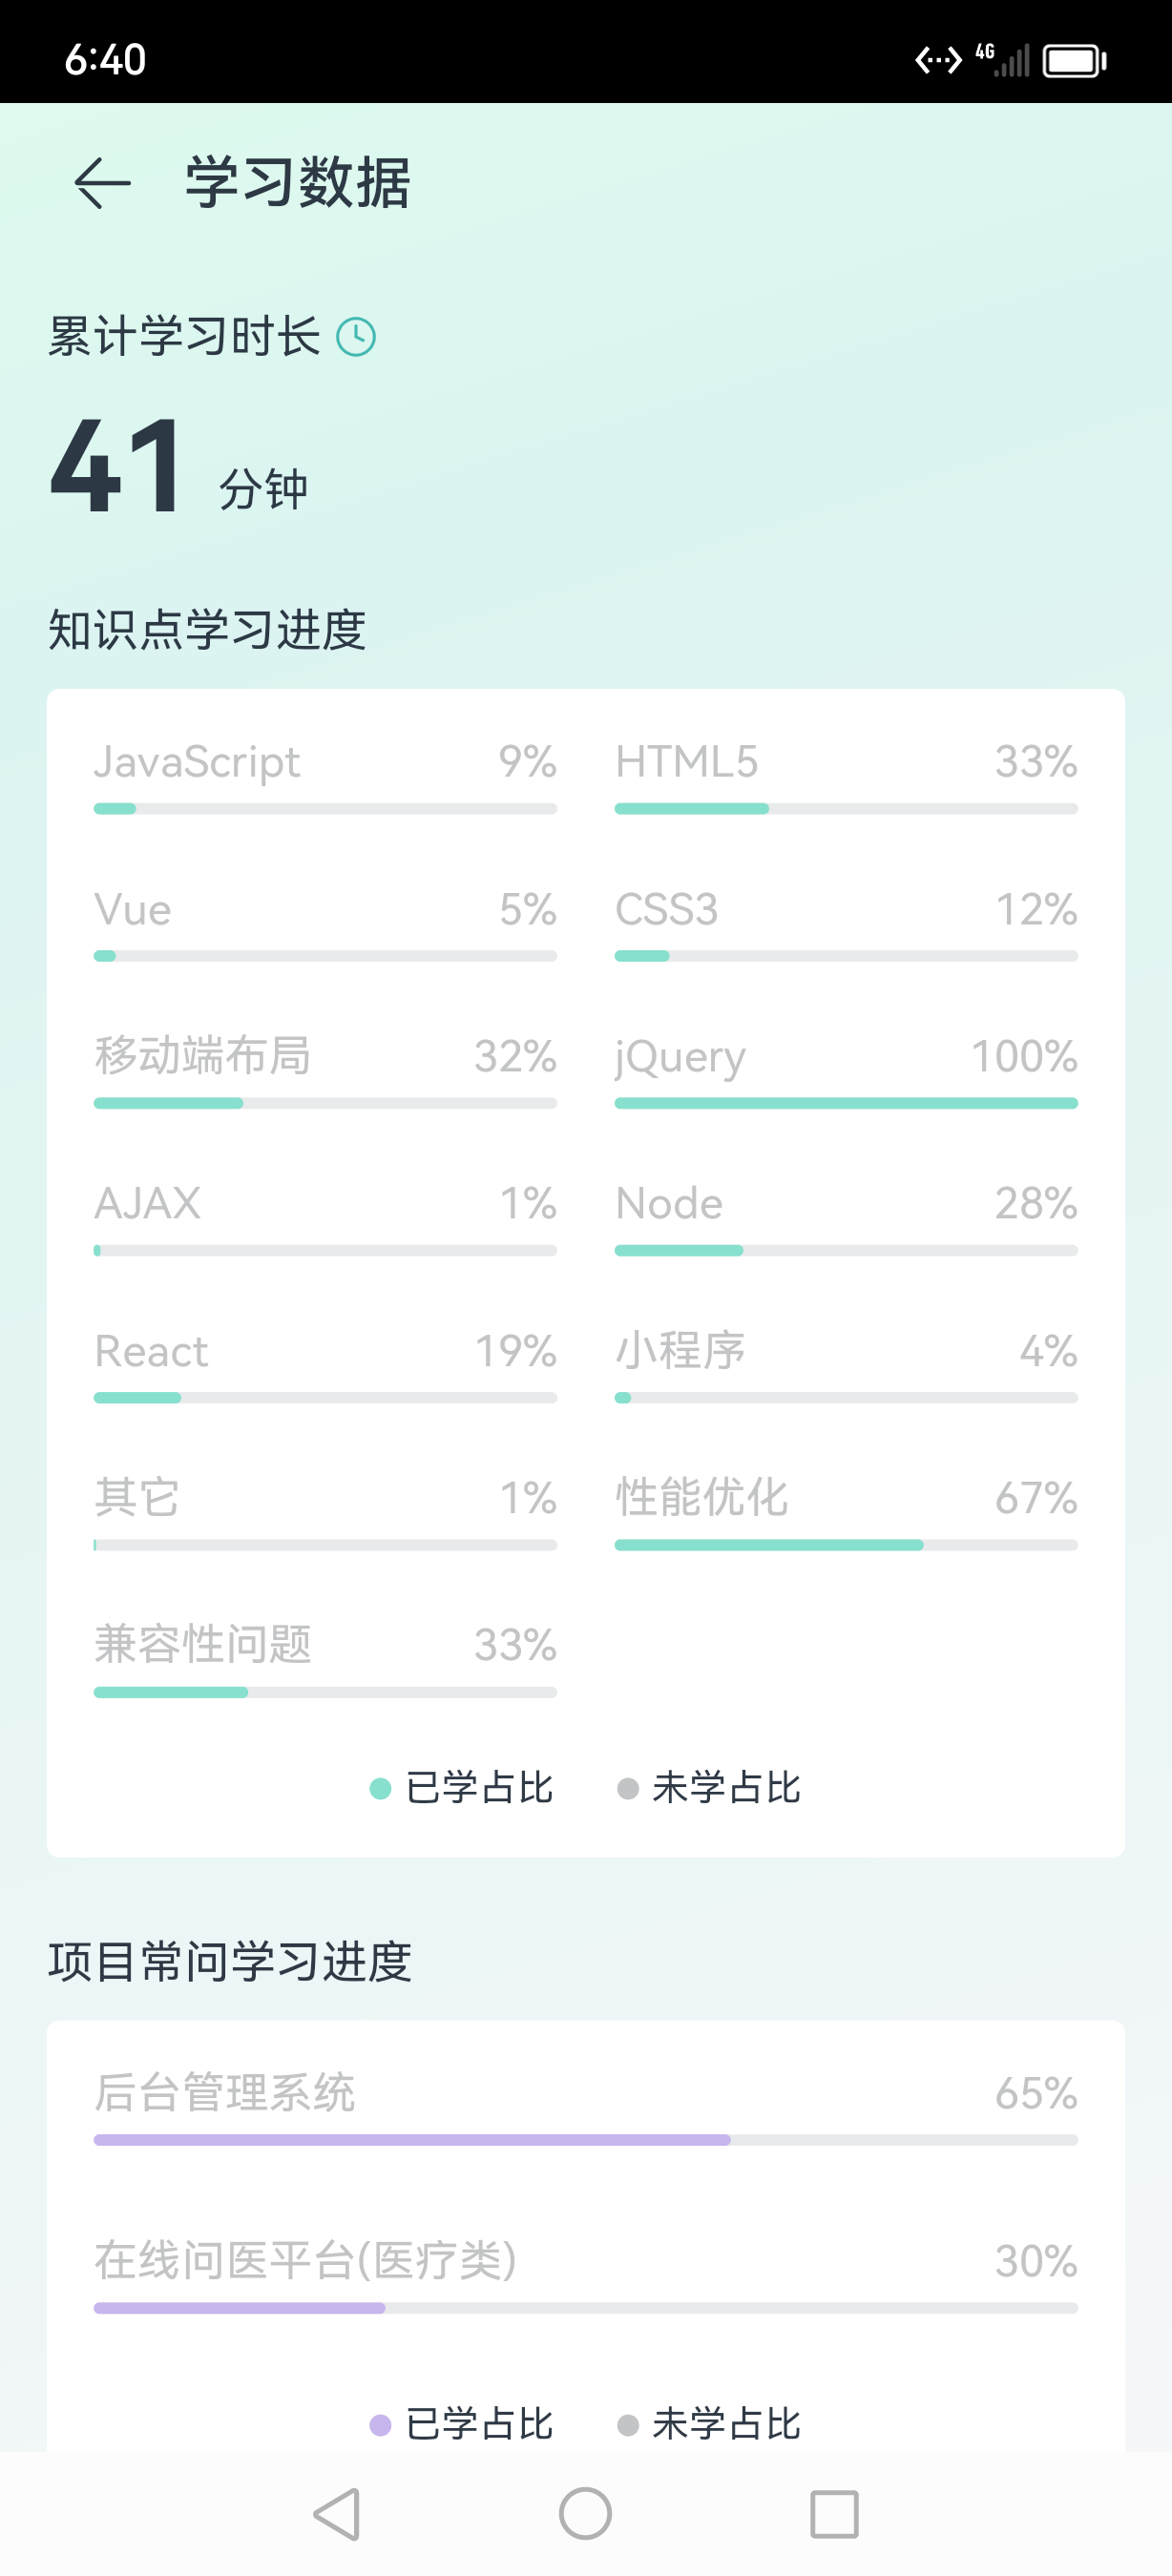 6:40
4G
学习数据
累计学习时长
41 分钟
知识点学习进度
JavaScript 9% HTML5 33%
Vue 5% CSS3 12%
移动端布局 32% jQuery 100%
AJAX 1% Node 28%
React 19% 小程序 4%
其它 1% 性能优化 67%
兼容性问题 33%
已学占比 未学占比
项目常问学习进度
后台管理系统 65%
在线问医平台(医疗类) 30%
已学占比 未学占比